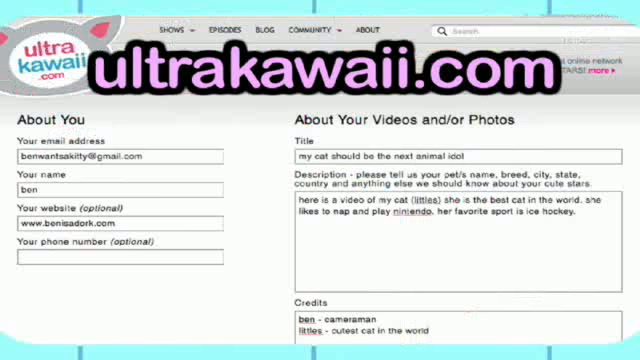 SHOWS EPISODES BLOG COMMUNITY ABOUT Search
ultra
kawaii
.com
ultrakawaii.com
online network
STARS! more
About You
About Your Videos and/or Photos
Your email address
benwantsakitty@gmail.com
Your name
ben
Your website (optional)
www.benisadork.com
Your phone number (optional)
Title
my cat should be the next animal idol
Description - please tell us your pet/s name, breed, city, state,
country and anything else we should know about your cute stars.
here is a video of my cat (littles) she is the best cat in the world. she
likes to nap and play nintendo. her favorite sport is ice hockey.
Credits
ben - cameraman
littles - cutest cat in the world